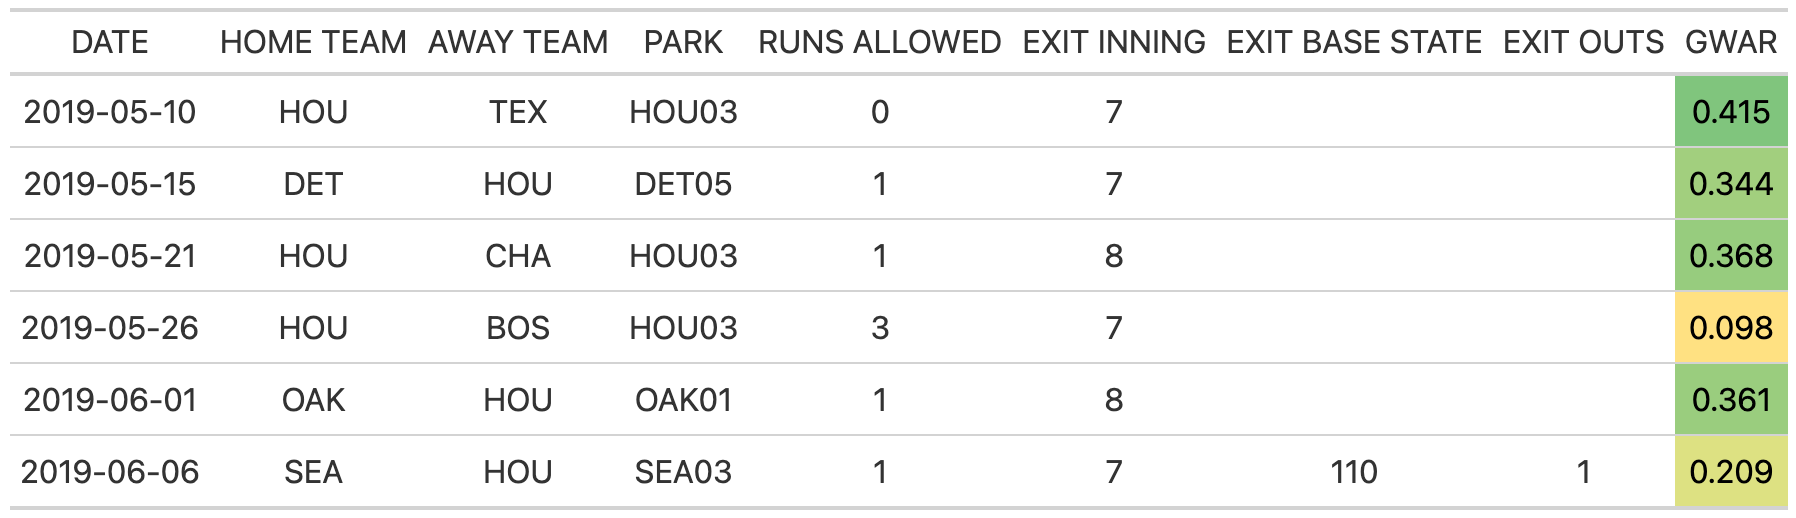 DATE HOME TEAM AWAY TEAM PARK RUNS ALLOWED EXIT INNING EXIT BASE STATE EXIT OUTS GWAR
2019-05-10 HOU TEX HOU03 0 7 0.415
2019-05-15 DET HOU DET05 1 7 0.344
2019-05-21 HOU CHA HOU03 1 8 0.368
2019-05-26 HOU BOS HOU03 3 7 0.098
2019-06-01 OAK HOU OAK01 1 8 0.361
2019-06-06 SEA HOU SEA03 1 7 110 1 0.209